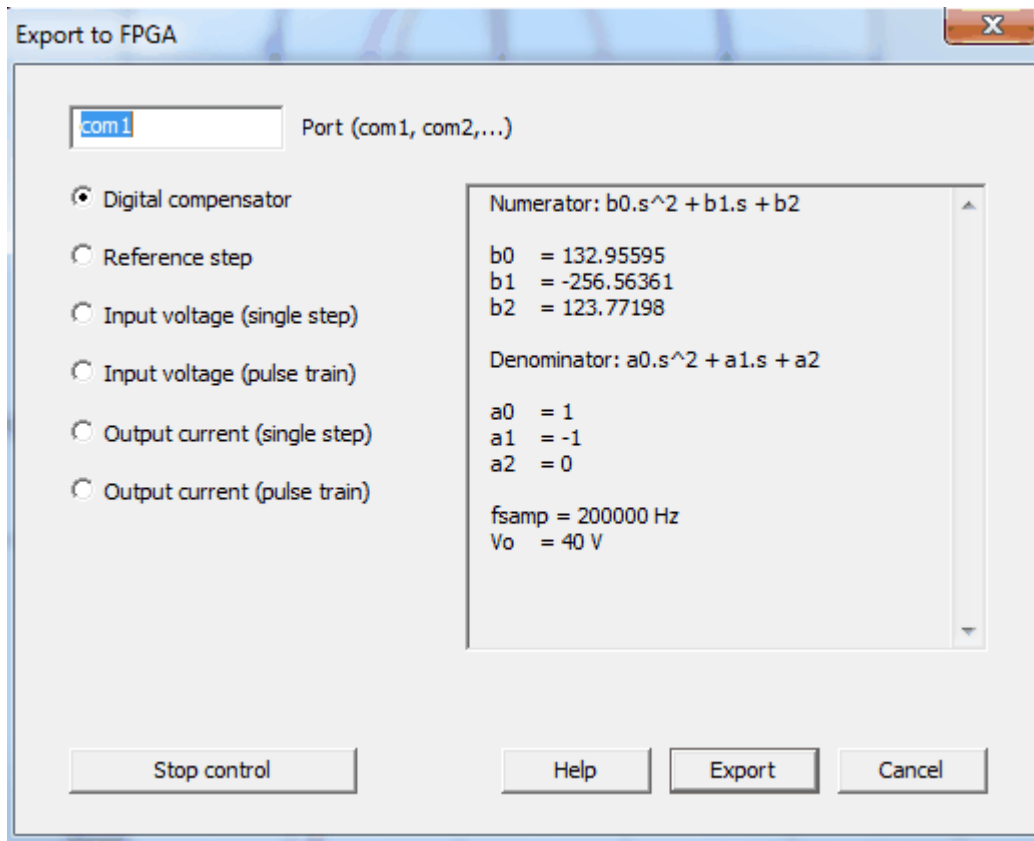 Export to FPGA
com1
Port (com1, com2,...)
Digital compensator
Reference step
Input voltage (single step)
Input voltage (pulse train)
Output current (single step)
Output current (pulse train)
Numerator: b0.s^2 + b1.s + b2
b0 = 132.95595
b1 = -256.56361
b2 = 123.77198
Denominator: a0.s^2 + a1.s + a2
a0 = 1
a1 = -1
a2 = 0
fsamp = 200000 Hz
Vo = 40 V
Stop control
Help
Export
Cancel